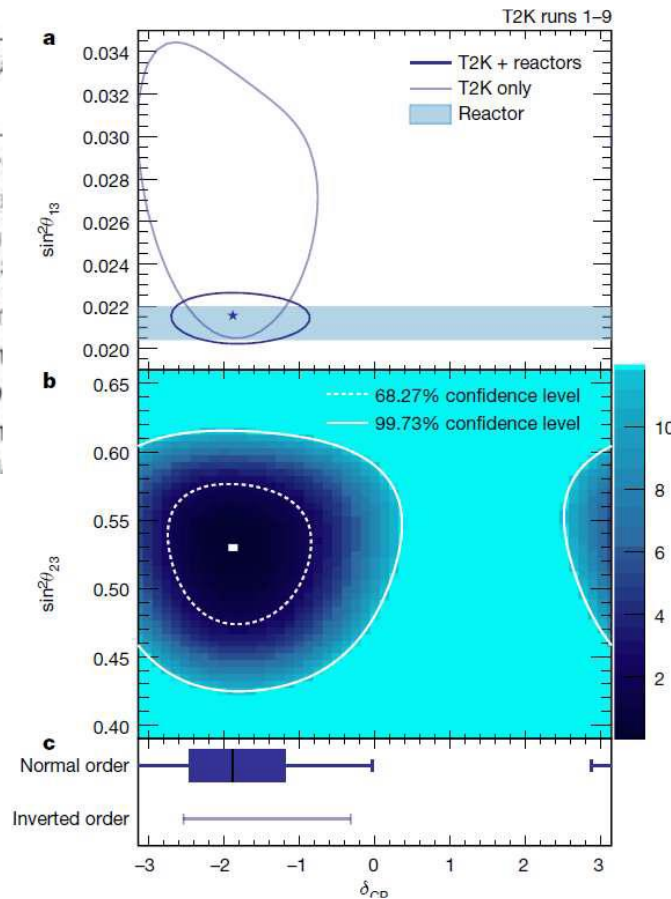 T2K runs 1–9
a
T2K + reactors
T2K only
Reactor
0.034
0.032
0.030
0.028
0.026
0.024
0.022
0.020
sin²θ₁₃
b
68.27% confidence level
99.73% confidence level
0.65
0.60
0.55
0.50
0.45
0.40
sin²θ₂₃
10
8
6
4
2
c
Normal order
Inverted order
−3 −2 −1 0 1 2 3
δCP